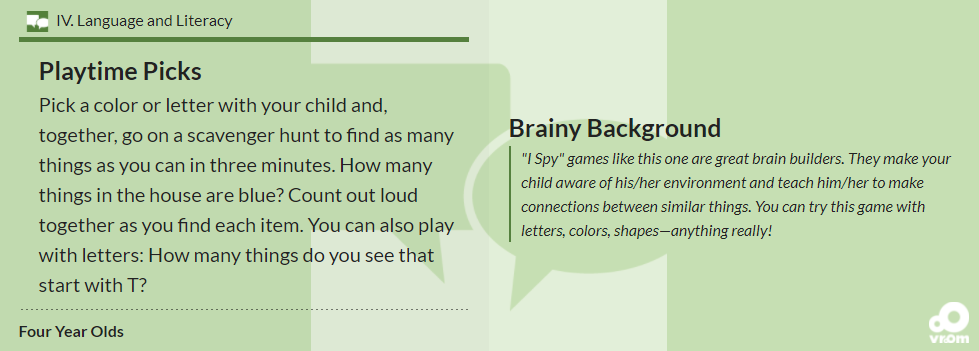 IV. Language and Literacy
Playtime Picks
Pick a color or letter with your child and,
together, go on a scavenger hunt to find as many
things as you can in three minutes. How many
things in the house are blue? Count out loud
together as you find each item. You can also play
with letters: How many things do you see that
start with T?
Four Year Olds
Brainy Background
"I Spy" games like this one are great brain builders. They make your
child aware of his/her environment and teach him/her to make
connections between similar things. You can try this game with
letters, colors, shapes—anything really!
vroom